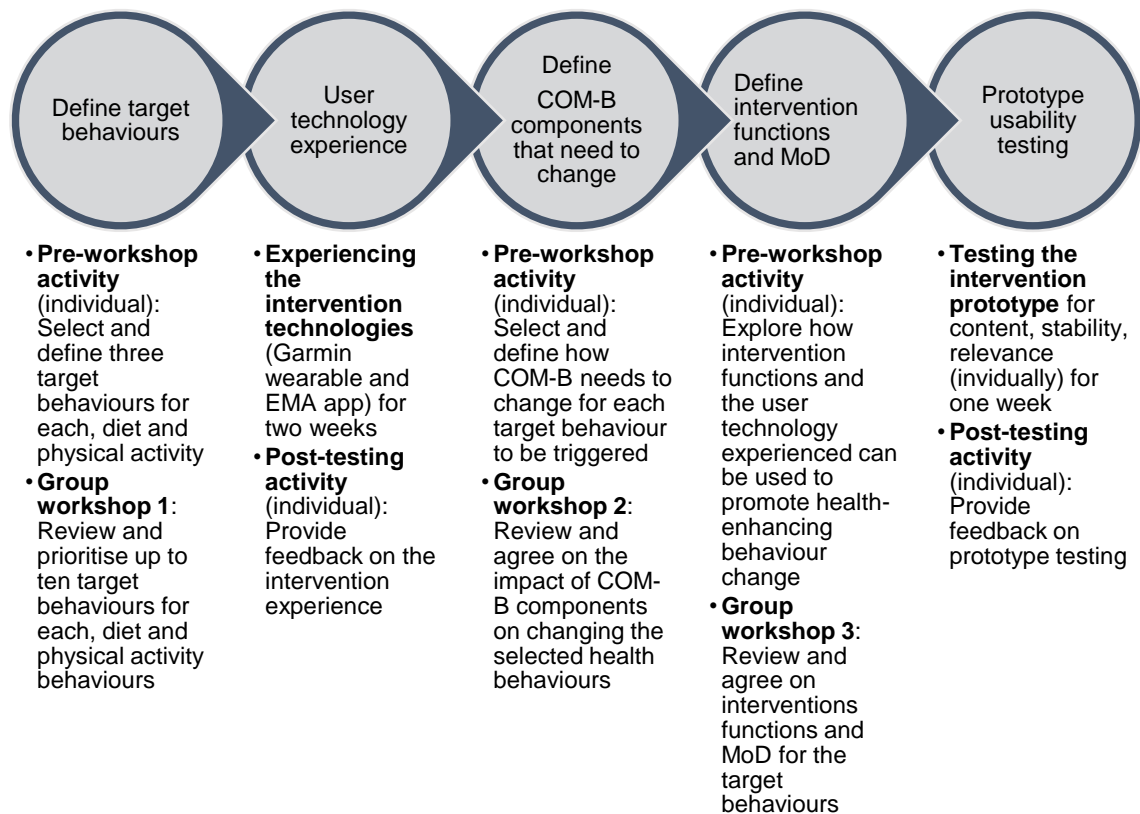 Define target
behaviours
User
technology
experience
Define
COM-B
components
that need to
change
Define
intervention
functions
and MoD
Prototype
usability
testing
• Pre-workshop
activity
(individual):
Select and
define three
target
behaviours for
each, diet and
physical activity
• Group
workshop 1:
Review and
prioritise up to
ten target
behaviours for
each, diet and
physical activity
behaviours
• Experiencing
the
intervention
technologies
(Garmin
wearable and
EMA app) for
two weeks
• Post-testing
activity
(individual):
Provide
feedback on the
intervention
experience
• Pre-workshop
activity
(individual):
Select and
define how
COM-B needs to
change for each
target behaviour
to be triggered
• Group
workshop 2:
Review and
agree on the
impact of COM-
B components
on changing the
selected health
behaviours
• Pre-workshop
activity
(individual):
Explore how
intervention
functions and
the user
technology
experienced can
be used to
promote health-
enhancing
behaviour
change
• Group
workshop 3:
Review and
agree on
interventions
functions and
MoD for the
target
behaviours
• Testing the
intervention
prototype for
content, stability,
relevance
(invidually) for
one week
• Post-testing
activity
(individual):
Provide
feedback on
prototype testing